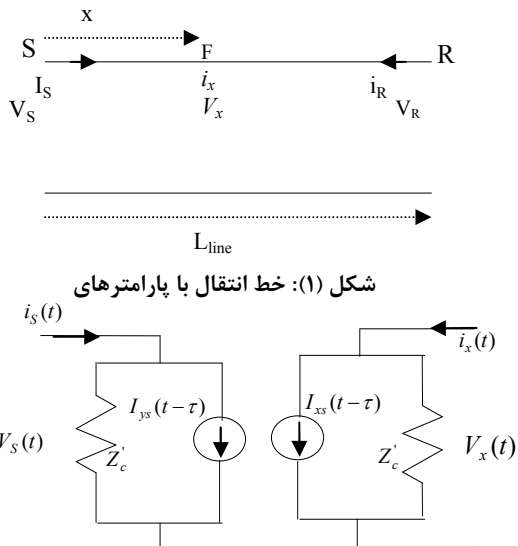 x
S F R
I_S i_x i_R
V_S V_x V_R
L_line
شکل (۱): خط انتقال با پارامترهای
i_S(t) i_x(t)
I_ys(t-τ) I_xs(t-τ)
V_S(t) Z'_c Z'_c V_x(t)